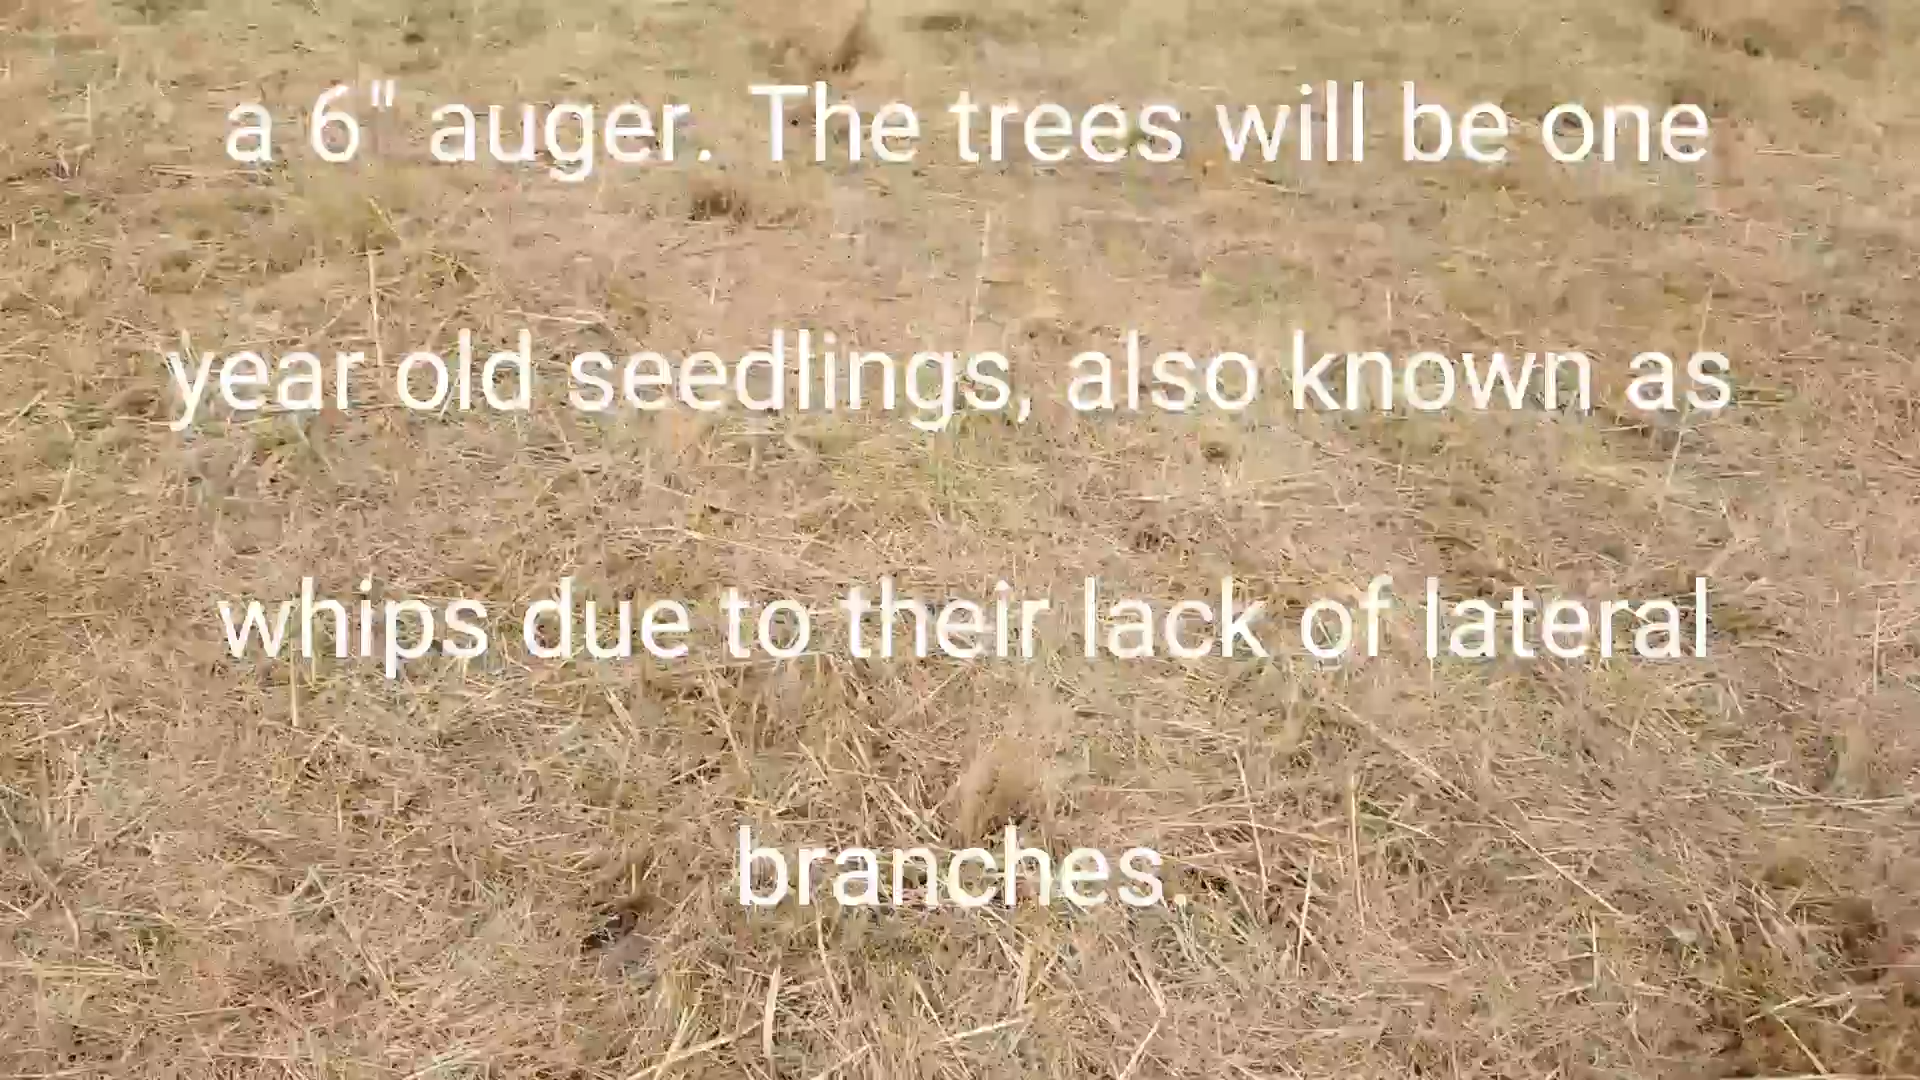 a 6" auger. The trees will be one
year old seedlings, also known as
whips due to their lack of lateral
branches.